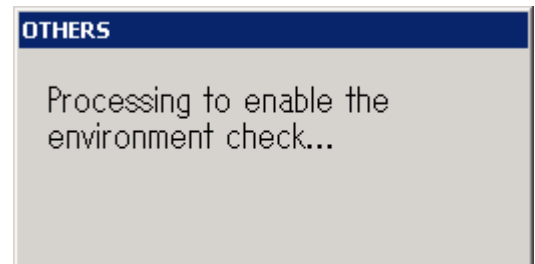 OTHERS
Processing to enable the
environment check...